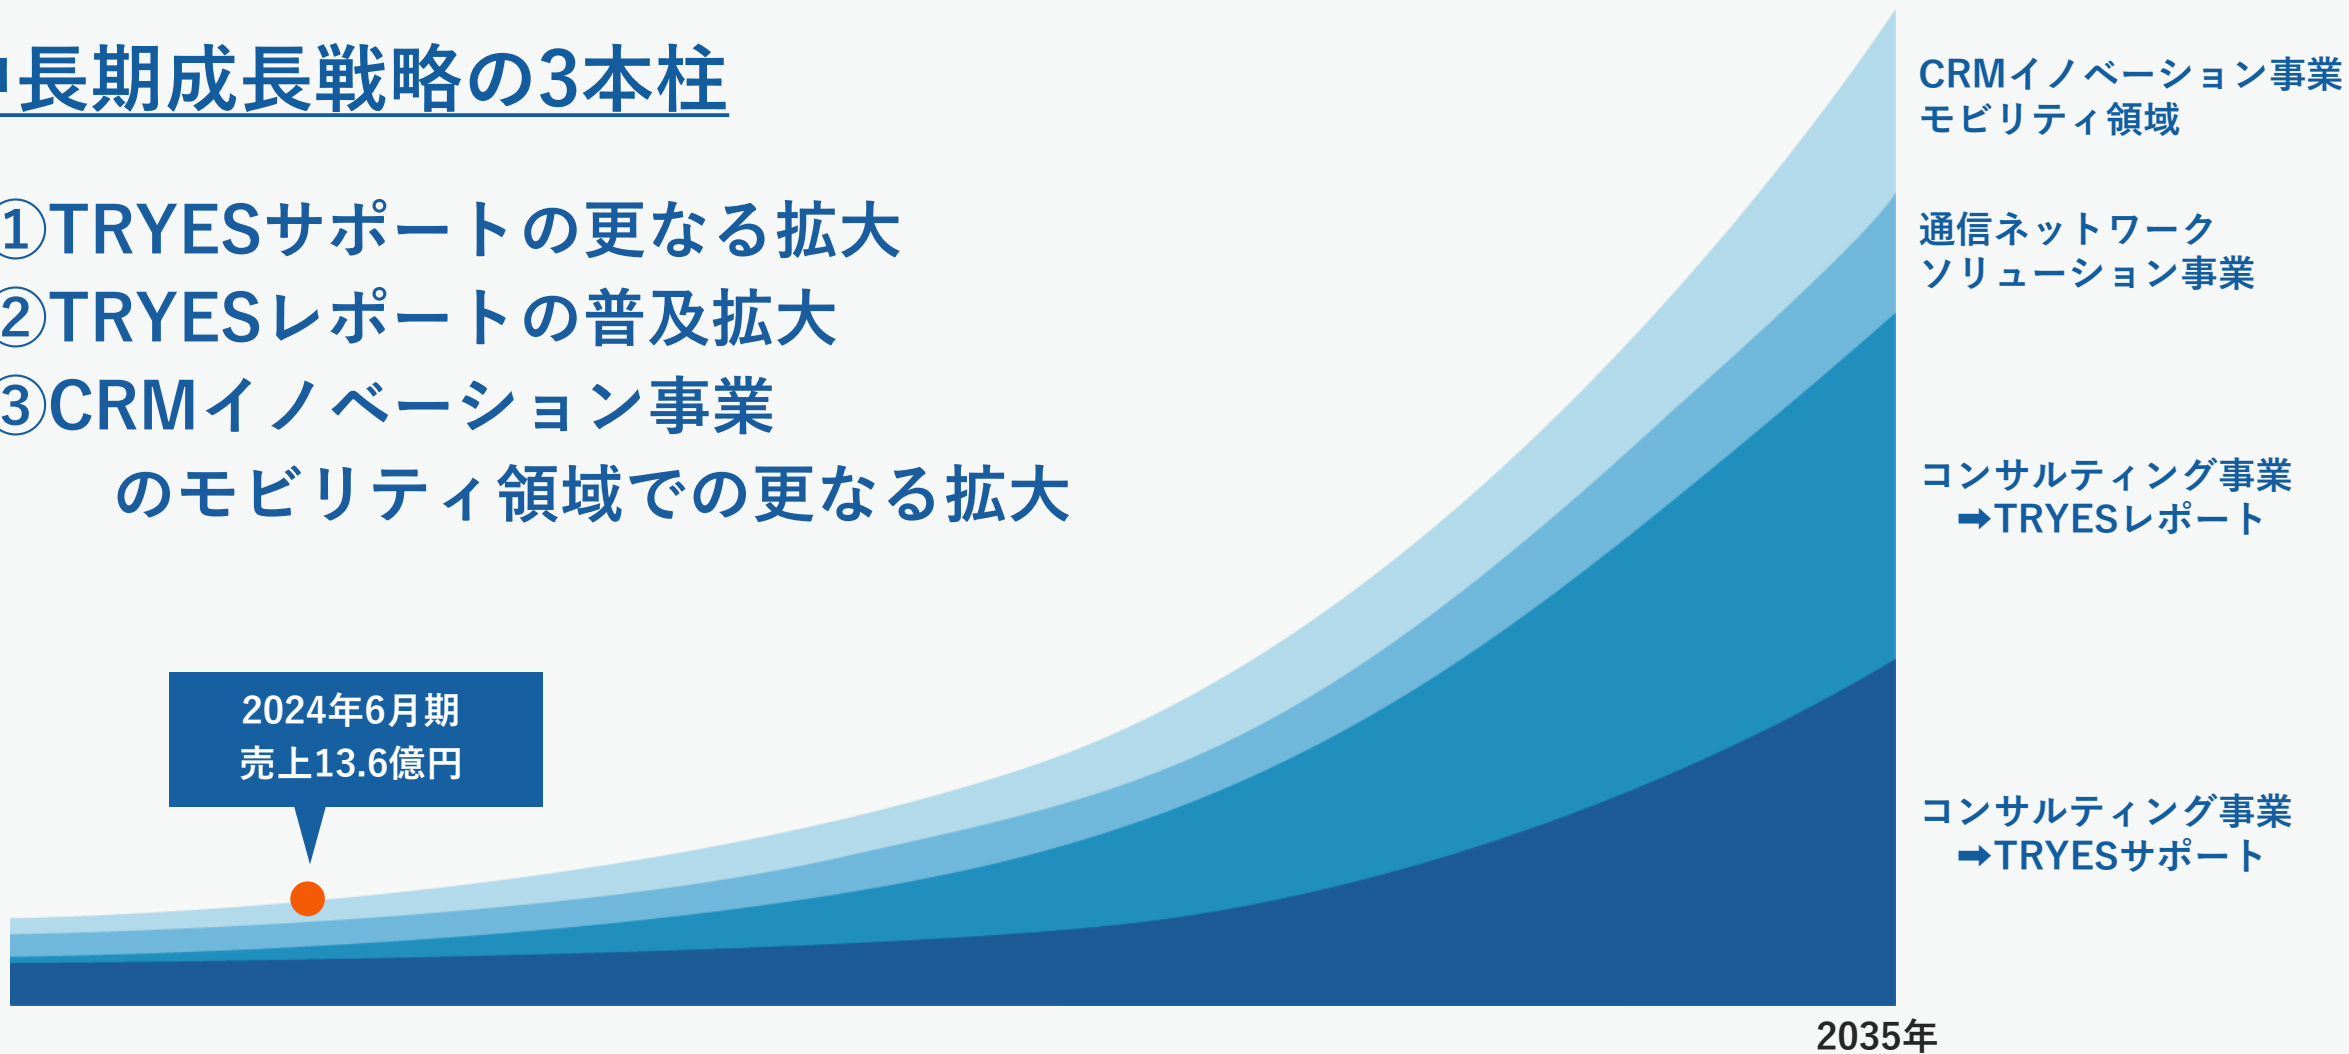 長期成長戦略の3本柱
①TRYESサポートの更なる拡大
②TRYESレポートの普及拡大
③CRMイノベーション事業
のモビリティ領域での更なる拡大
2024年6月期
売上13.6億円
CRMイノベーション事業
モビリティ領域
通信ネットワーク
ソリューション事業
コンサルティング事業
➡TRYESレポート
コンサルティング事業
➡TRYESサポート
2035年